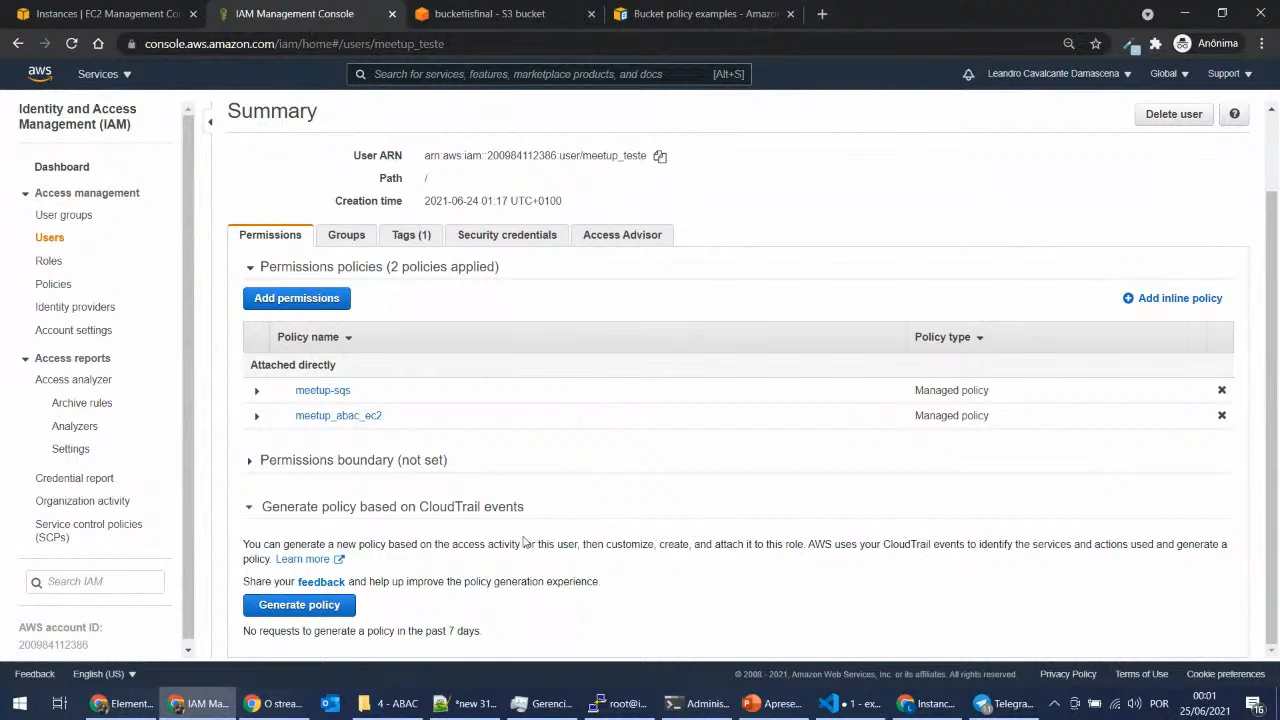 Instances | EC2 Management Con
IAM Management Console
bucketiisfinal - S3 bucket
Bucket policy examples - Amazon
console.aws.amazon.com/iam/home#/users/meetup_teste
Anônima
aws
Services
Search for services, features, marketplace products, and docs
[Alt+S]
Leandro Cavalcante Damascena
Global
Support
Identity and Access
Management (IAM)
Dashboard
Access management
User groups
Users
Roles
Policies
Identity providers
Account settings
Access reports
Access analyzer
Archive rules
Analyzers
Settings
Credential report
Organization activity
Service control policies
(SCPs)
Search IAM
AWS account ID:
200984112386
Summary
Delete user
User ARN
arn:aws:iam::200984112386:user/meetup_teste
Path
/
Creation time
2021-06-24 01:17 UTC+0100
Permissions
Groups
Tags (1)
Security credentials
Access Advisor
Permissions policies (2 policies applied)
Add permissions
Add inline policy
Policy name
Policy type
Attached directly
meetup-sqs
Managed policy
meetup_abac_ec2
Managed policy
Permissions boundary (not set)
Generate policy based on CloudTrail events
You can generate a new policy based on the access activity for this user, then customize, create, and attach it to this role. AWS uses your CloudTrail events to identify the services and actions used and generate a
policy. Learn more
Share your feedback and help up improve the policy generation experience.
Generate policy
No requests to generate a policy in the past 7 days.
Feedback
English (US)
© 2008 - 2021, Amazon Web Services, Inc. or its affiliates. All rights reserved.
Privacy Policy
Terms of Use
Cookie preferences
Element...
IAM Ma...
O stra...
4 - ABAC
*new 31...
Gerenci...
root@i...
Adminis...
Aprese...
1 - ex...
Instanc...
Telegra...
POR
00:01
25/06/2021